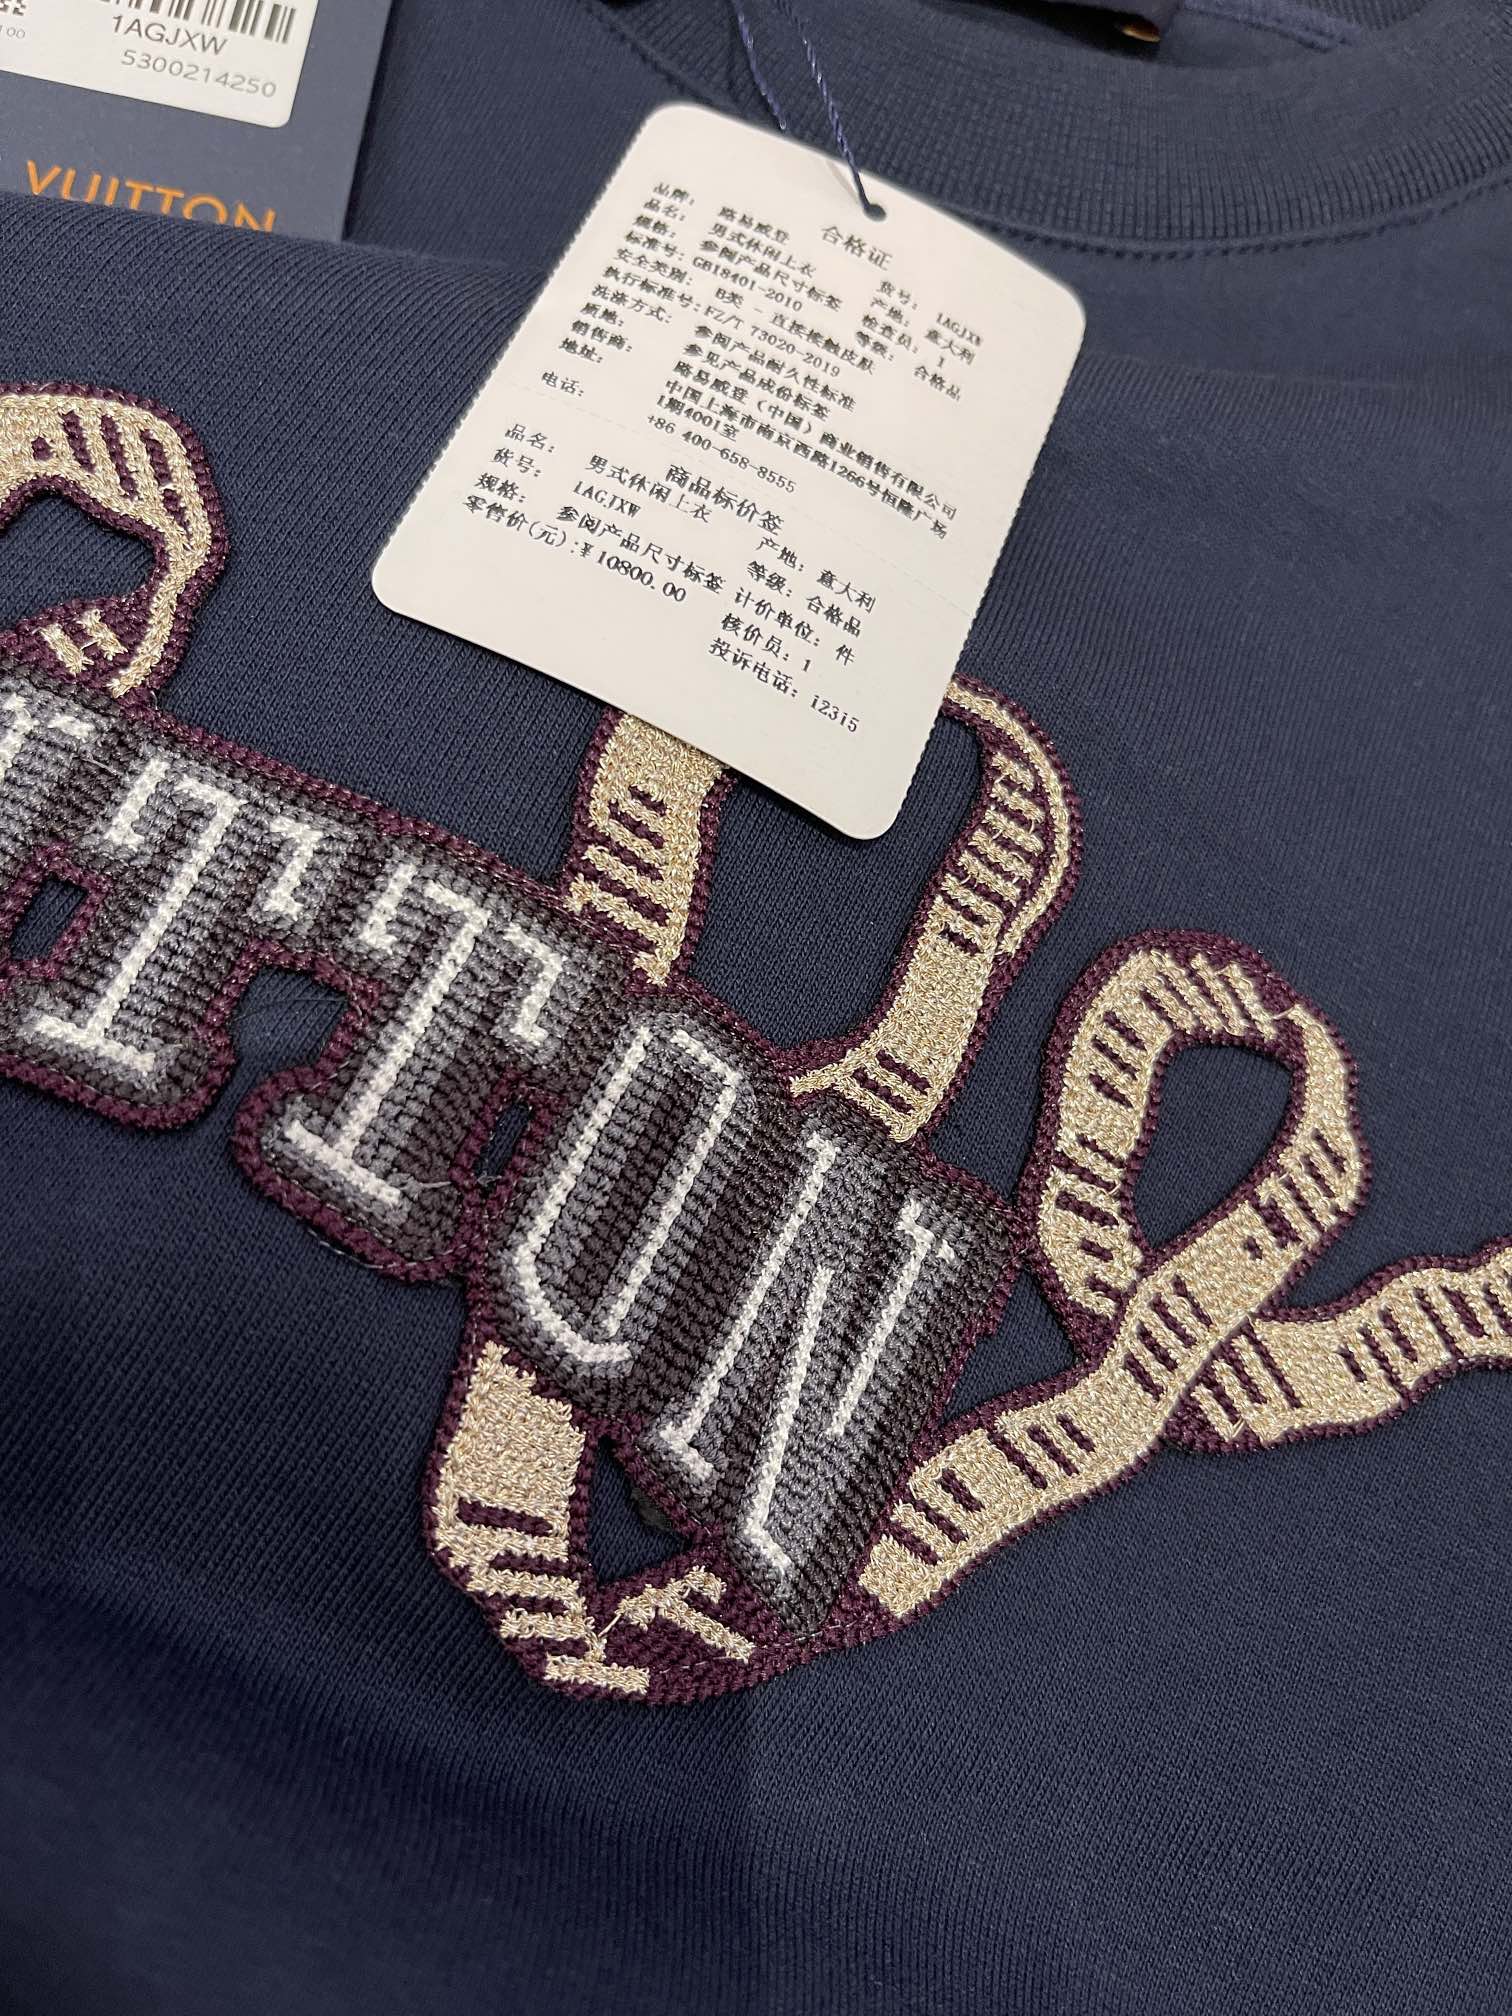 1AGJXW
5300214250
VUITTON
合格证
品牌: 路易威登 货号: 1AGJXW
品名: 男式休闲上衣 产地: 意大利
规格: 参阅产品尺寸标签 检查员: 1
标准号: GB18401-2010 等级: 合格品
安全类别: B类 - 直接接触皮肤
执行标准号: FZ/T 73020-2019
洗涤方式: 参阅产品耐久性标准
质地: 参见产品成份标签
销售商: 路易威登（中国）商业销售有限公司
地址: 中国上海市南京西路1266号恒隆广场
1期4001室
电话: +86 400-658-8555
商品标价签
品名: 男式休闲上衣 产地: 意大利
货号: 1AGJXW 等级: 合格品
规格: 参阅产品尺寸标签 计价单位: 件
零售价(元):¥10800.00 核价员: 1
投诉电话: 12315
TTON